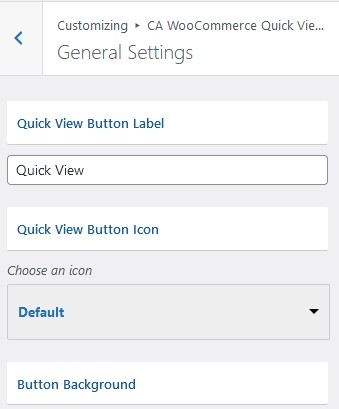 Customizing ▸ CA WooCommerce Quick Vie...
General Settings
Quick View Button Label
Quick View
Quick View Button Icon
Choose an icon
Default
Button Background